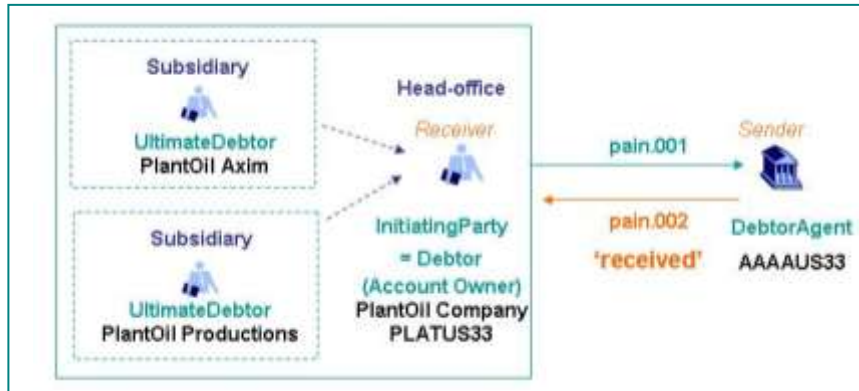 Subsidiary
UltimateDebtor
PlantOil Axim
Subsidiary
UltimateDebtor
PlantOil Productions
Head-office
Receiver
InitiatingParty
= Debtor
(Account Owner)
PlantOil Company
PLATUS33
pain.001
pain.002
'received'
Sender
DebtorAgent
AAAAUS33